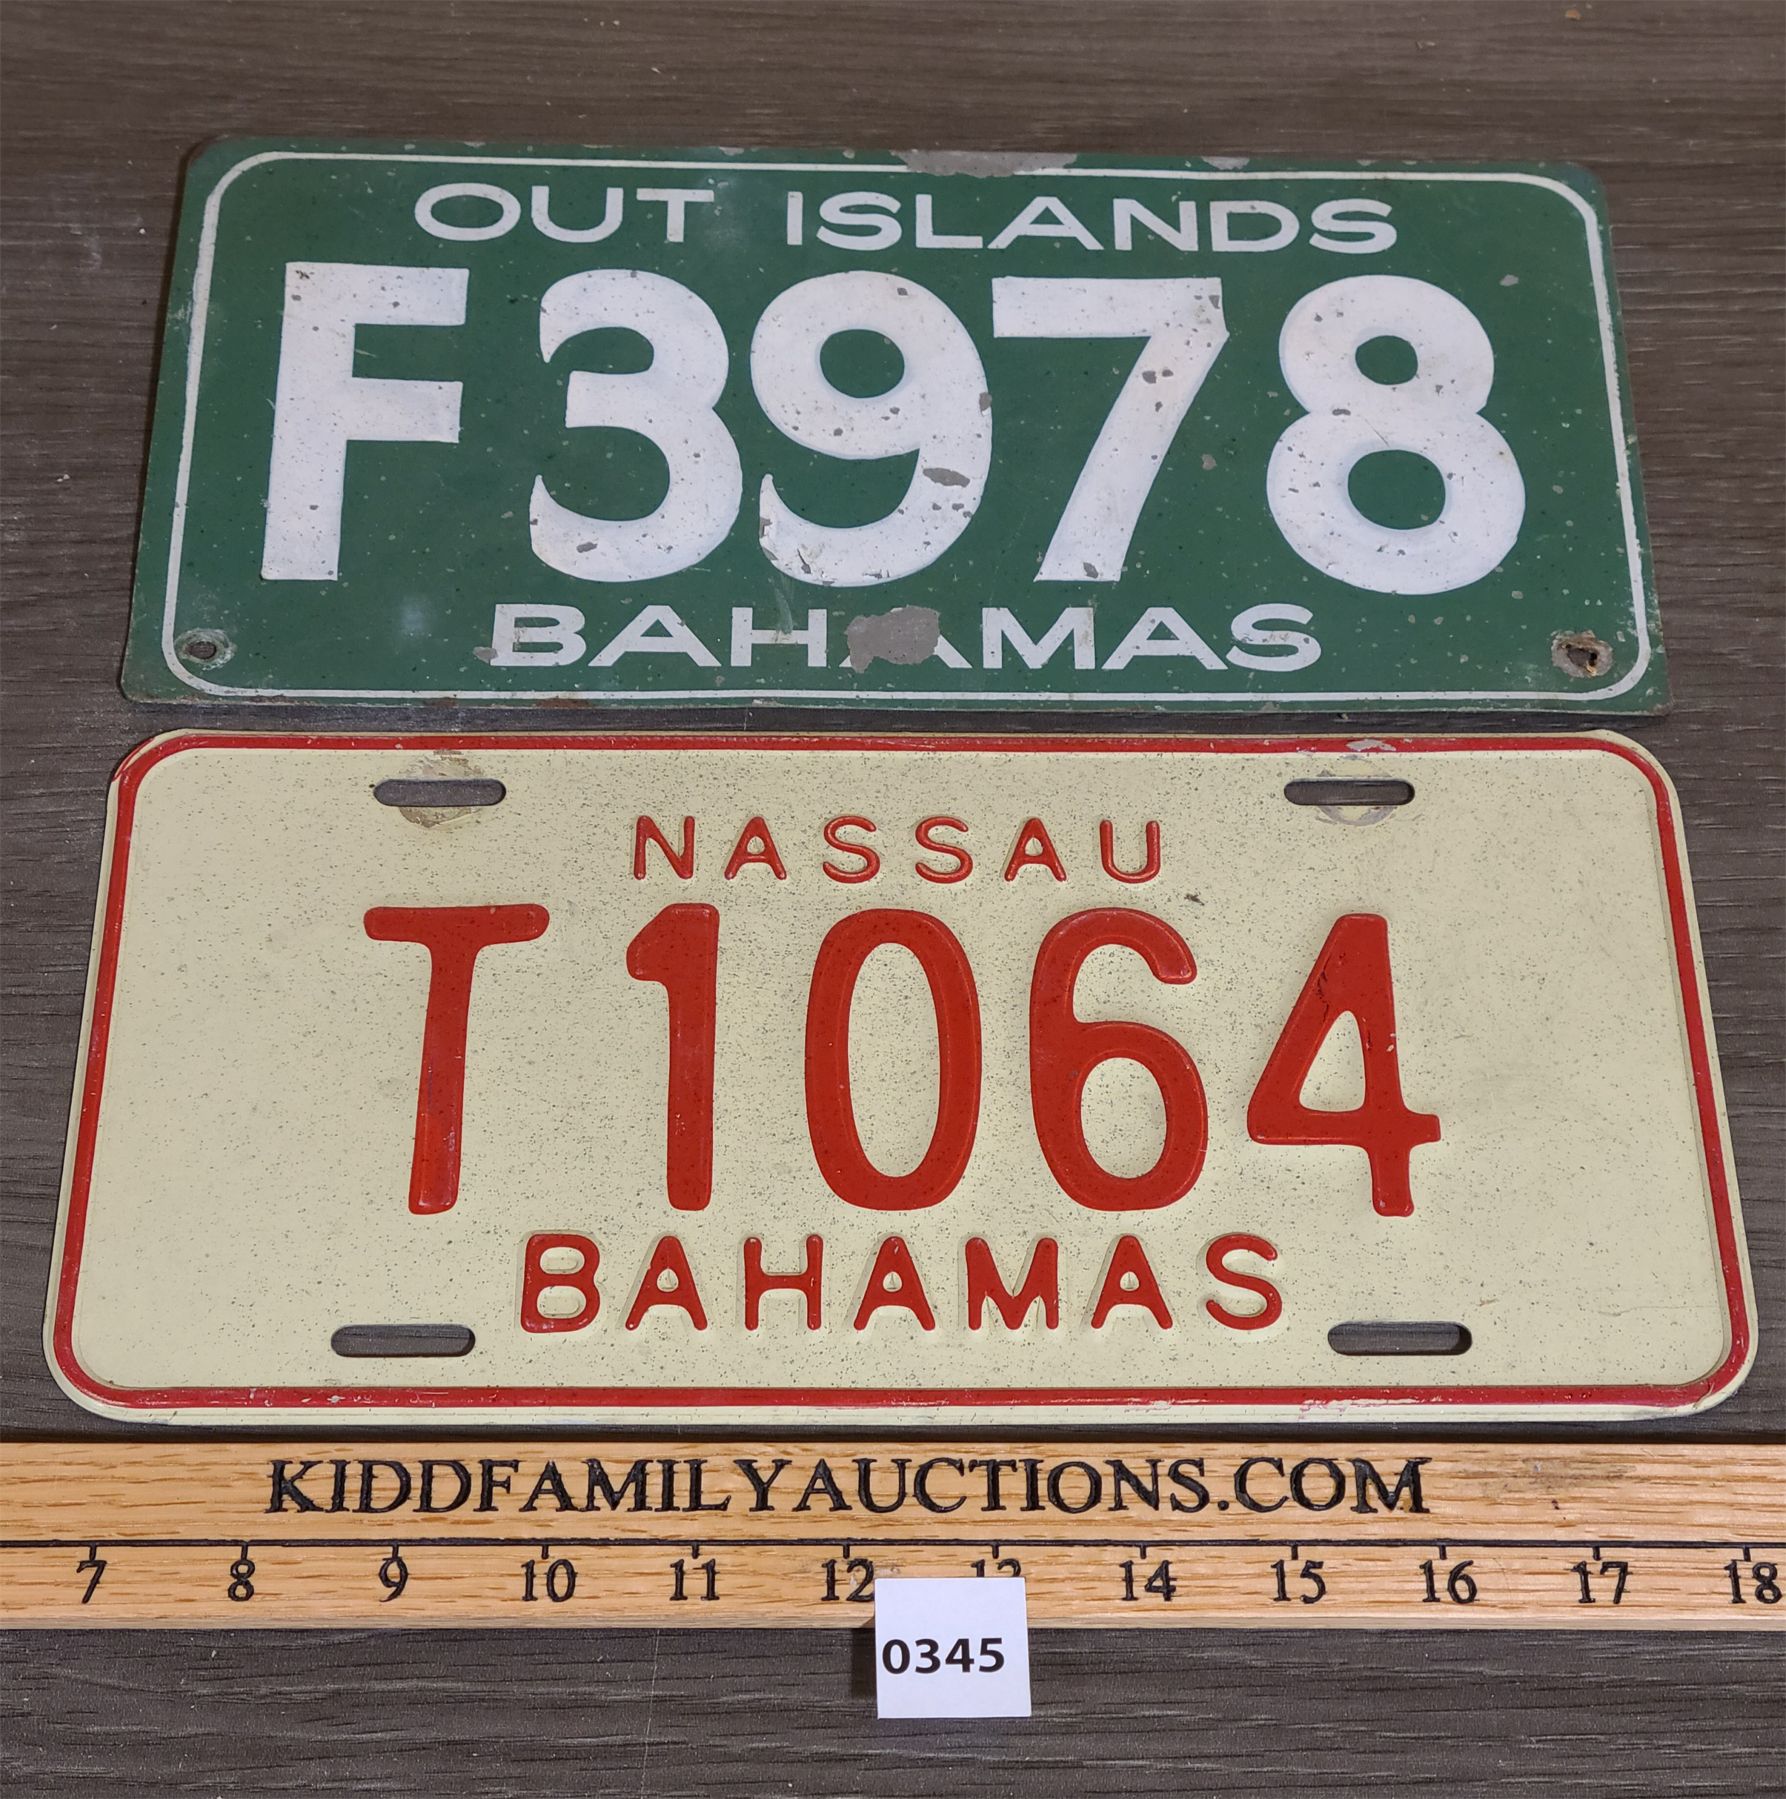 OUT ISLANDS
F3978
BAHAMAS
NASSAU
T1064
BAHAMAS
KIDDFAMILYAUCTIONS.COM
7 8 9 10 11 12 13 14 15 16 17 18
0345